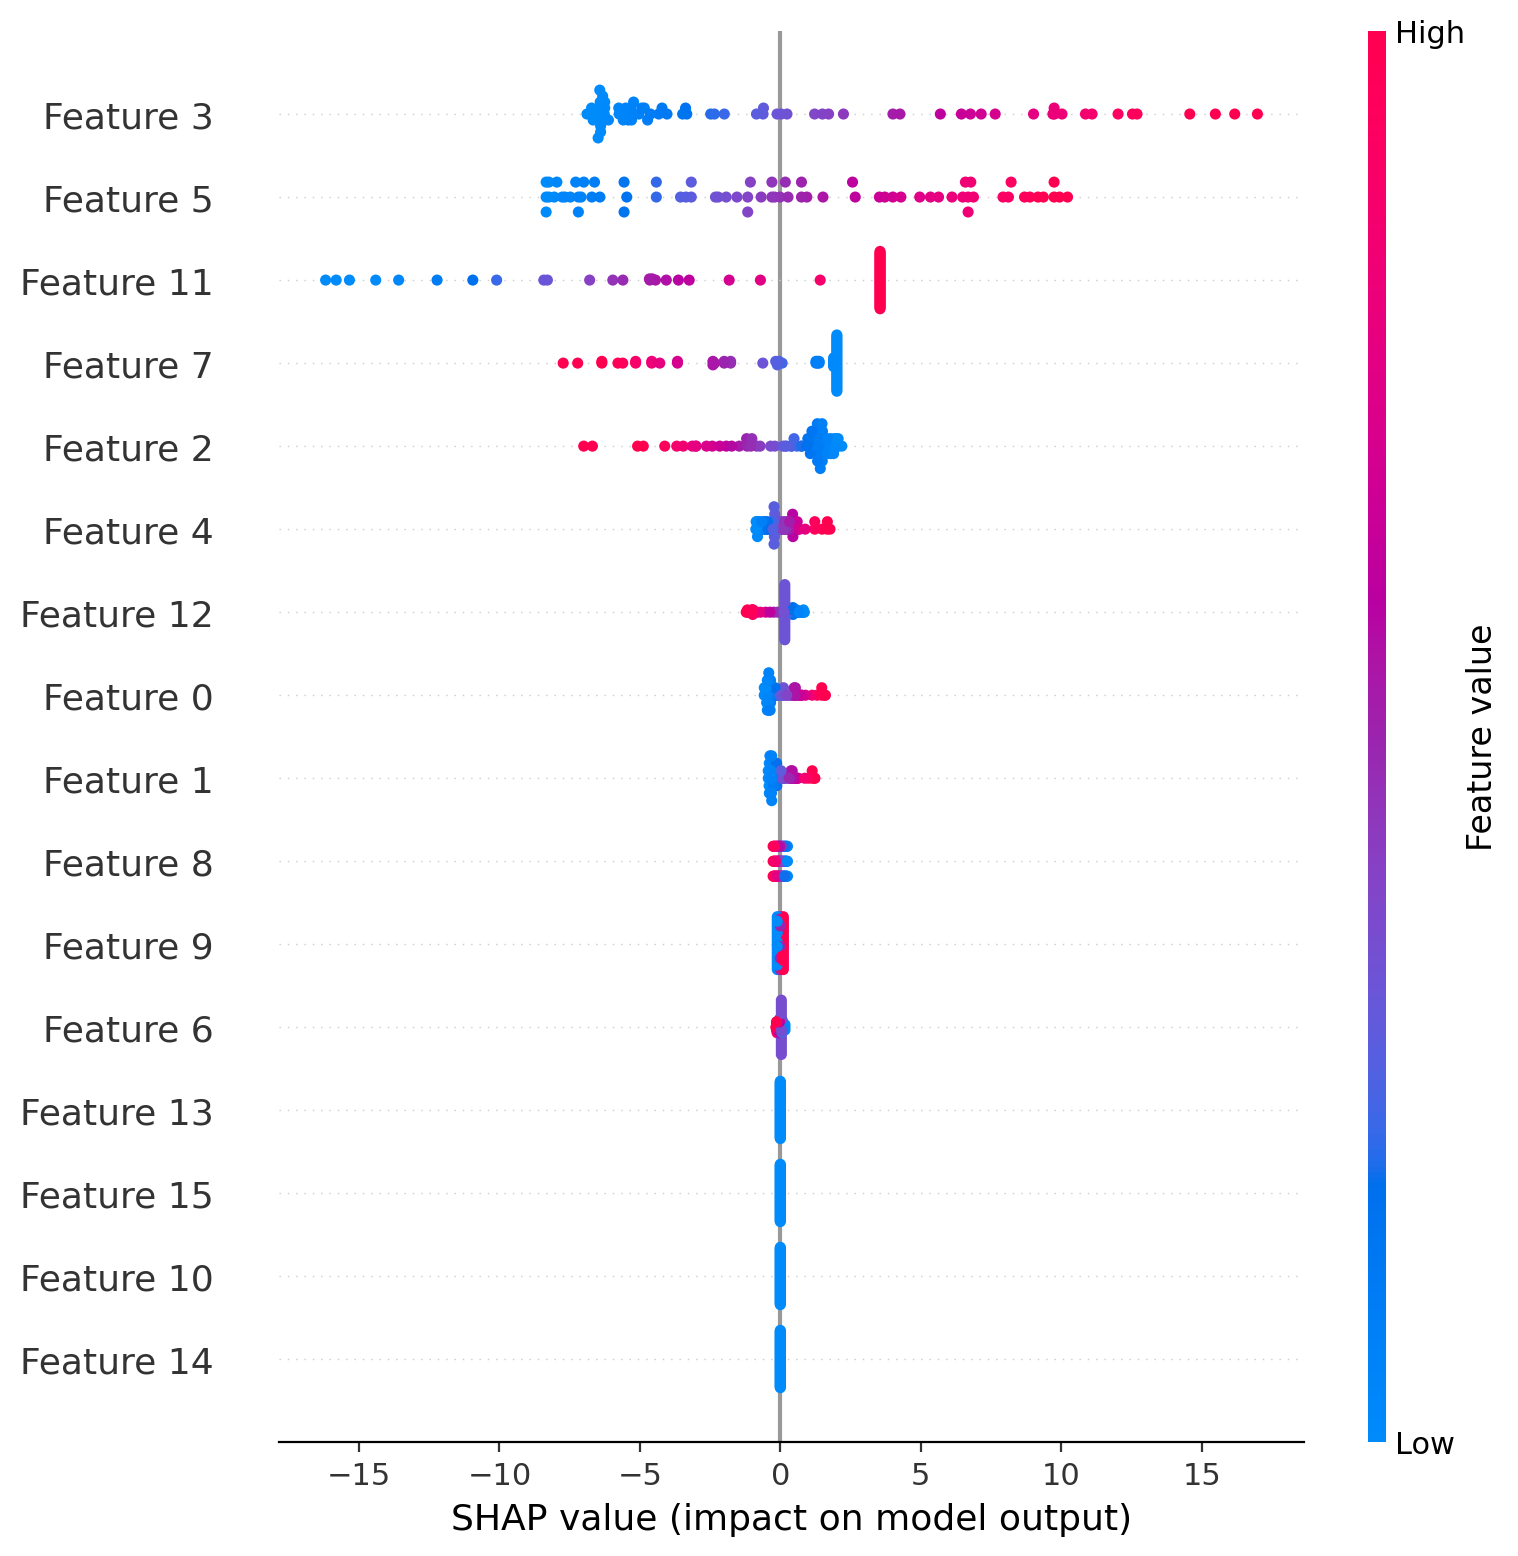 High
Feature 3
Feature 5
Feature 11
Feature 7
Feature 2
Feature 4
Feature 12
Feature 0
Feature 1
Feature 8
Feature 9
Feature 6
Feature 13
Feature 15
Feature 10
Feature 14
Feature value
Low
−15 −10 −5 0 5 10 15
SHAP value (impact on model output)